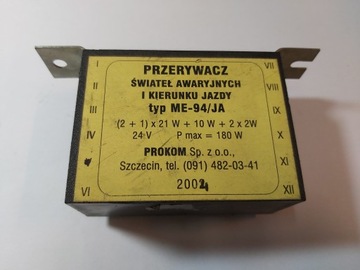 I PRZERYWACZ VII
II ŚWIATEŁ AWARYJNYCH VIII
I KIERUNKU JAZDY
III typ ME-94/JA IX
IV (2 + 1) x 21 W + 10 W + 2 x 2W X
24 V P max = 180 W
PROKOM Sp. z o.o., XI
Szczecin, tel. (091) 482-03-41
VI 2004 XII